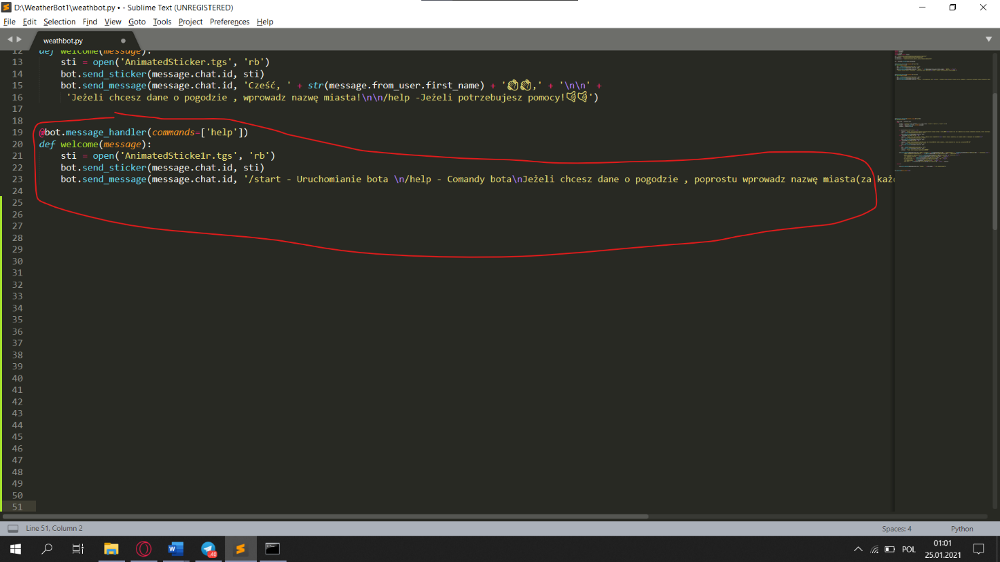 D:\WeatherBot1\weathbot.py • - Sublime Text (UNREGISTERED)
File Edit Selection Find View Goto Tools Project Preferences Help
weathbot.py
12 def welcome(message):
13 sti = open('AnimatedSticker.tgs', 'rb')
14 bot.send_sticker(message.chat.id, sti)
15 bot.send_message(message.chat.id, 'Cześć, ' + str(message.from_user.first_name) + '👏👏,' + '\n\n' +
16 'Jeżeli chcesz dane o pogodzie , wprowadz nazwę miasta!\n\n/help -Jeżeli potrzebujesz pomocy!')
17
18
19 @bot.message_handler(commands=['help'])
20 def welcome(message):
21 sti = open('AnimatedSticke1r.tgs', 'rb')
22 bot.send_sticker(message.chat.id, sti)
23 bot.send_message(message.chat.id, '/start - Uruchomianie bota \n/help - Comandy bota\nJeżeli chcesz dane o pogodzie , poprostu wprowadz nazwę miasta(za każd
24
25
26
27
28
29
30
31
32
33
34
35
36
37
38
39
40
41
42
43
44
45
46
47
48
49
50
51
Line 51, Column 2 Spaces: 4 Python
40 POL 01:01
25.01.2021